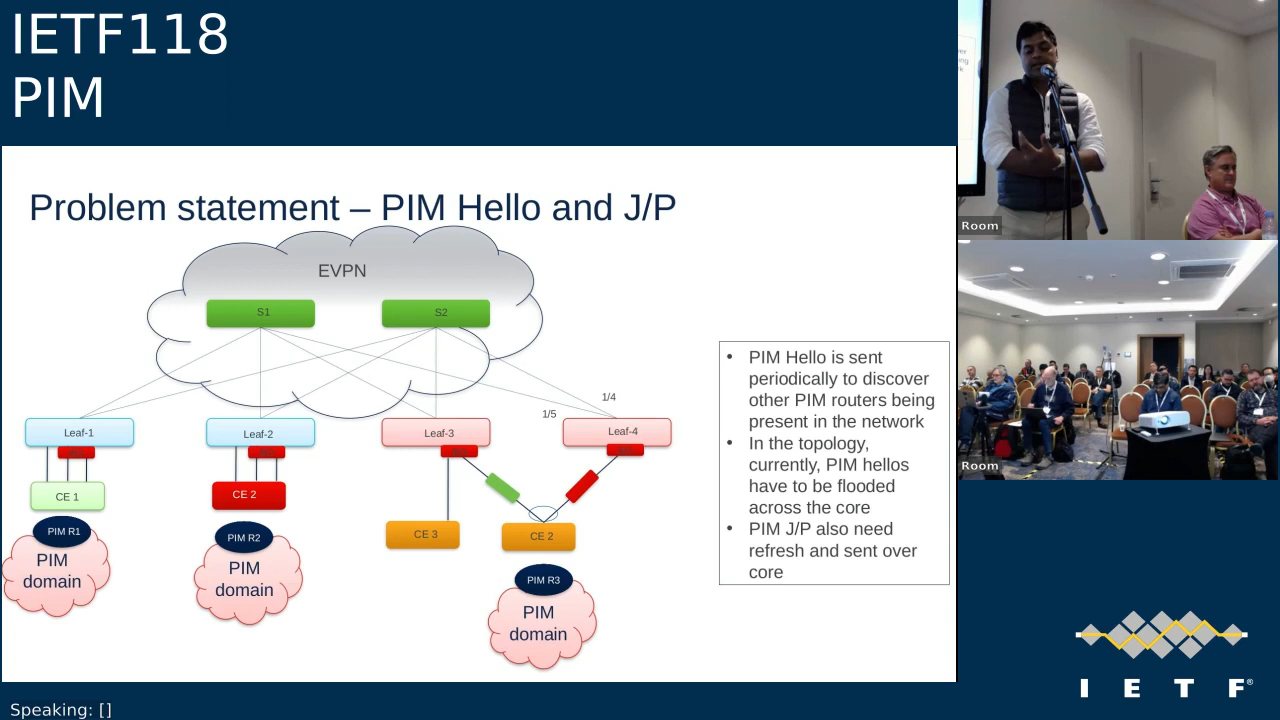 IETF118
PIM
Problem statement – PIM Hello and J/P
EVPN
S1
S2
1/4
1/5
Leaf-1
Leaf-2
Leaf-3
Leaf-4
CE 1
CE 2
CE 3
CE 2
PIM R1
PIM
domain
PIM R2
PIM
domain
PIM R3
PIM
domain
• PIM Hello is sent
periodically to discover
other PIM routers being
present in the network
• In the topology,
currently, PIM hellos
have to be flooded
across the core
• PIM J/P also need
refresh and sent over
core
Room
Room
I E T F®
Speaking: []